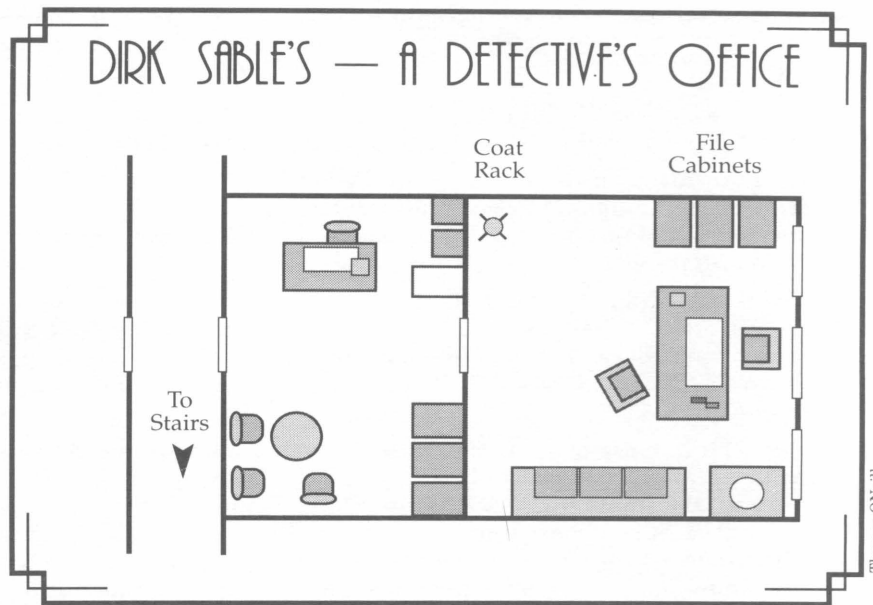 DIRK SABLE'S — A DETECTIVE'S OFFICE
Coat
Rack
File
Cabinets
To
Stairs